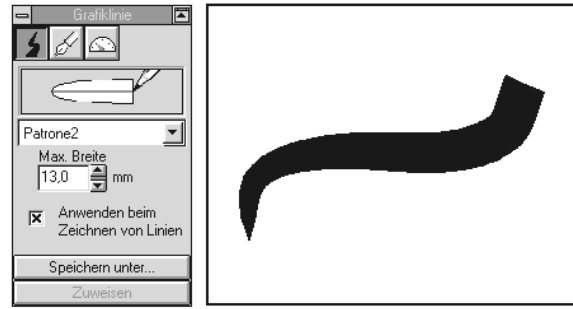 Grafiklinie
Patrone2
Max. Breite
13,0 mm
Anwenden beim
Zeichnen von Linien
Speichern unter...
Zuweisen